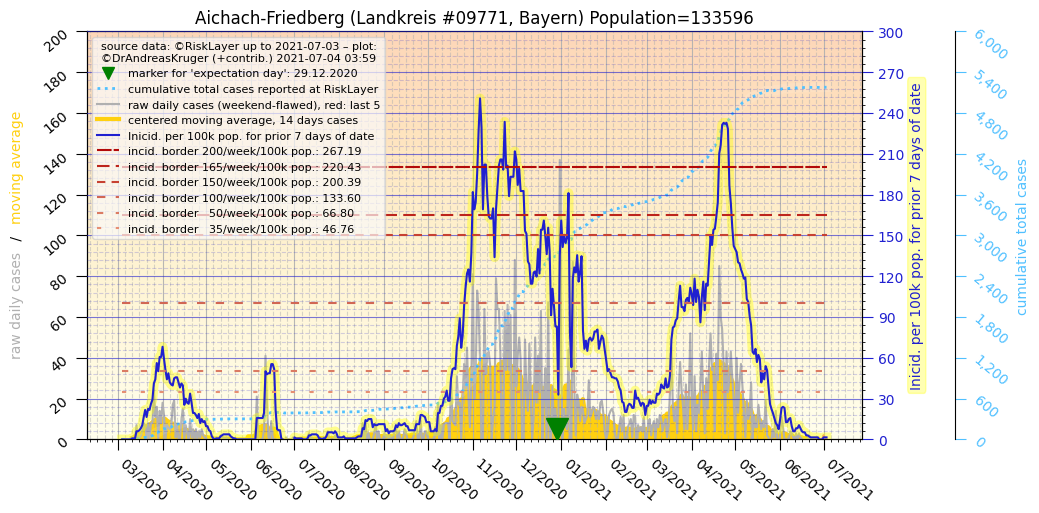 Aichach-Friedberg (Landkreis #09771, Bayern) Population=133596
source data: ©RiskLayer up to 2021-07-03 – plot:
©DrAndreasKruger (+contrib.) 2021-07-04 03:59
marker for 'expectation day': 29.12.2020
cumulative total cases reported at RiskLayer
raw daily cases (weekend-flawed), red: last 5
centered moving average, 14 days cases
Inicid. per 100k pop. for prior 7 days of date
incid. border 200/week/100k pop.: 267.19
incid. border 165/week/100k pop.: 220.43
incid. border 150/week/100k pop.: 200.39
incid. border 100/week/100k pop.: 133.60
incid. border 50/week/100k pop.: 66.80
incid. border 35/week/100k pop.: 46.76
raw daily cases / moving average
200
180
160
140
120
100
80
60
40
20
0
03/2020
04/2020
05/2020
06/2020
07/2020
08/2020
09/2020
10/2020
11/2020
12/2020
01/2021
02/2021
03/2021
04/2021
05/2021
06/2021
07/2021
300
270
240
210
180
150
120
90
60
30
0
Inicid. per 100k pop. for prior 7 days of date
6,000
5,400
4,800
4,200
3,600
3,000
2,400
1,800
1,200
600
0
cumulative total cases